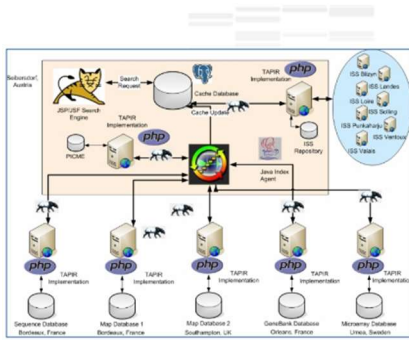 Seibersdorf,
Austria
JSP/JSF Search
Engine
Search
Request
Cache Database
Cache Update
TAPIR
Implementation
php
ISS
Repository
ISS Bilzyn
ISS Landes
ISS Loire
ISS Solling
ISS Punkaharju
ISS Ventoux
ISS Valais
TAPIR
Implementation
php
PICME
Java Index
Agent
php
TAPIR
Implementation
php
TAPIR
Implementation
php
TAPIR
Implementation
php
TAPIR
Implementation
php
TAPIR
Implementation
Sequence Database
Bordeaux, France
Map Database 1
Bordeaux, France
Map Database 2
Southampton, UK
GeneBank Database
Orleans, France
Microarray Database
Umea, Sweden